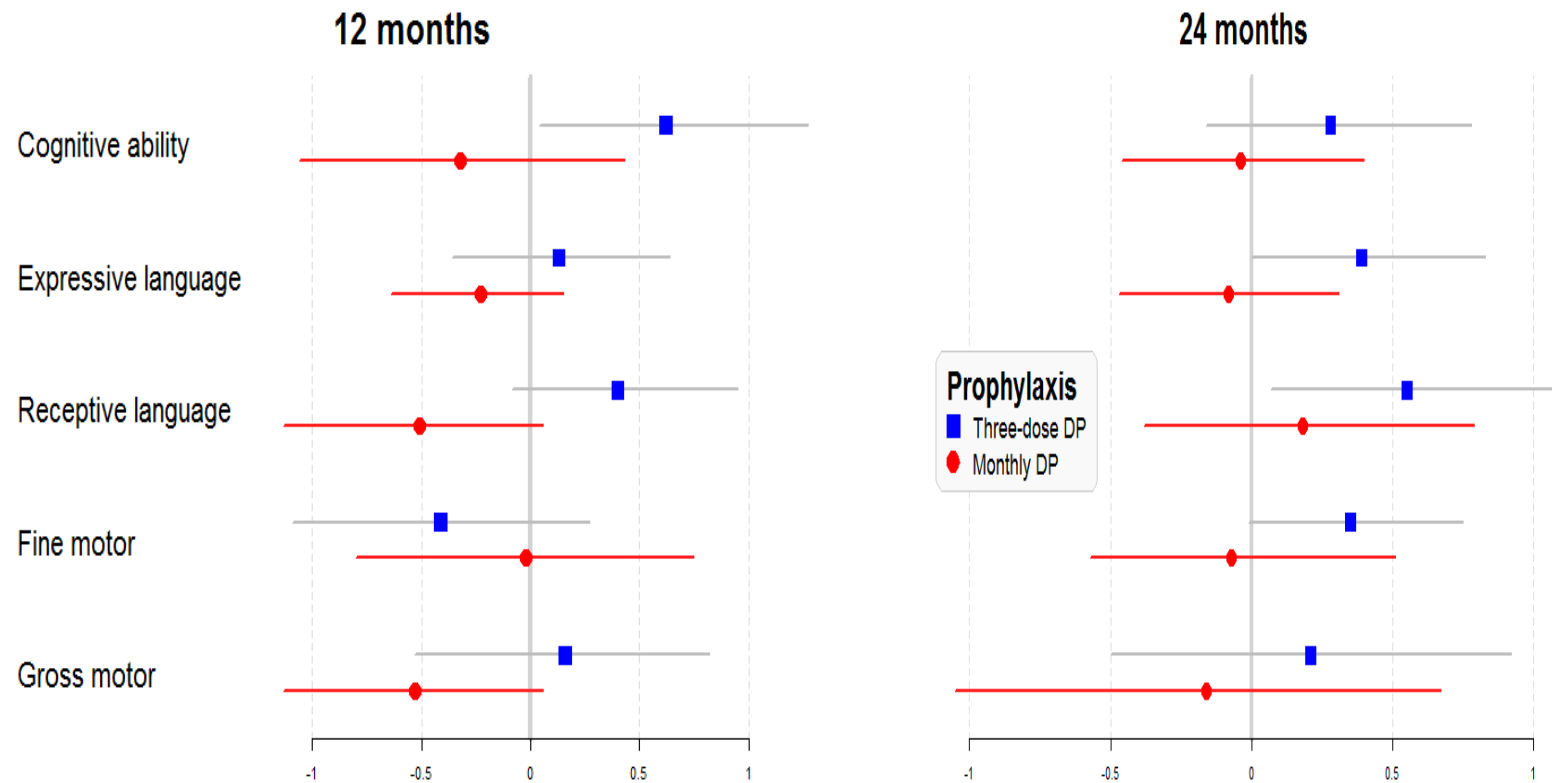 12 months
24 months
Cognitive ability
Expressive language
Receptive language
Prophylaxis
Three-dose DP
Monthly DP
Fine motor
Gross motor
-1 -0.5 0 0.5 1
-1 -0.5 0 0.5 1